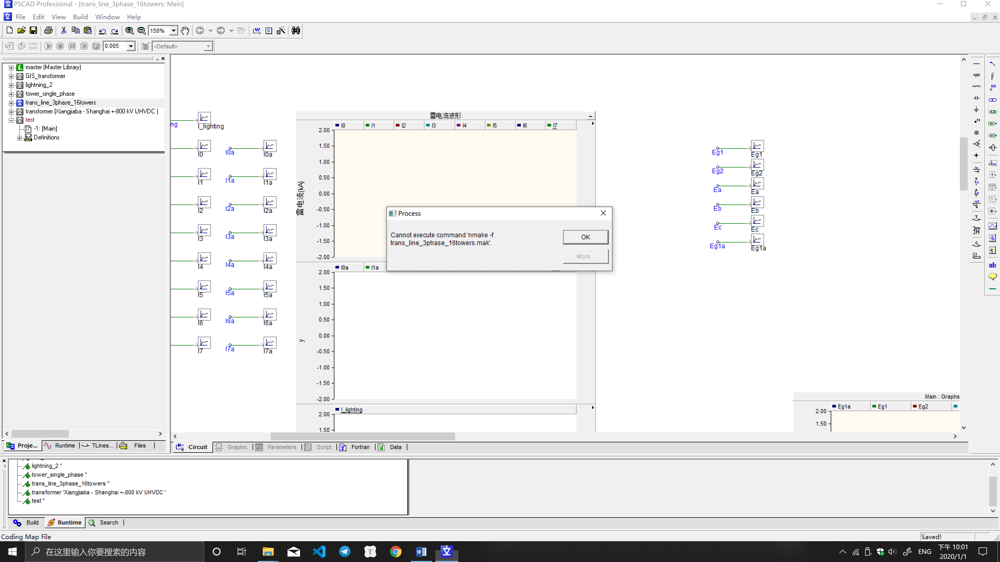 PSCAD Professional - [trans_line_3phase_16towers: Main]
File Edit View Build Window Help
150%
0.005 <Default>
master (Master Library)
GIS_transformer
lightning_2
tower_single_phase
trans_line_3phase_16towers
transformer (Xiangjiaba - Shanghai +-800 kV UHVDC )
test
-1: [Main]
Definitions
Proje... Runtime TLines... Files
ng I_lighting
I0 I0a I0a
I1 I1a I1a
I2 I2a I2a
I3 I3a I3a
I4 I4a I4a
I5 I5a I5a
I6 I6a I6a
I7 I7a I7a
雷电流波形
I0 I1 I2 I3 I4 I5 I6 I7
雷电流(kA)
2.00
1.50
1.00
0.50
0.00
-0.50
-1.00
-1.50
-2.00
I0a I1a
y
2.00
1.50
1.00
0.50
0.00
-0.50
-1.00
-1.50
-2.00
I_lighting
2.00
1.50
Process
Cannot execute command 'nmake -f
trans_line_3phase_16towers.mak'.
OK
More...
Eg1 Eg1
Eg2 Eg2
Ea Ea
Eb Eb
Ec Ec
Eg1a Eg1a
Main : Graphs
Eg1a Eg1 Eg2
2.00
1.50
Circuit Graphic Parameters Script Fortran Data
lightning_2 ''
tower_single_phase ''
trans_line_3phase_16towers ''
transformer 'Xiangjiaba - Shanghai +-800 kV UHVDC '
test ''
Build Runtime Search
Coding Map File
Saved!
在这里输入你要搜索的内容
ENG
下午 10:01
2020/1/1